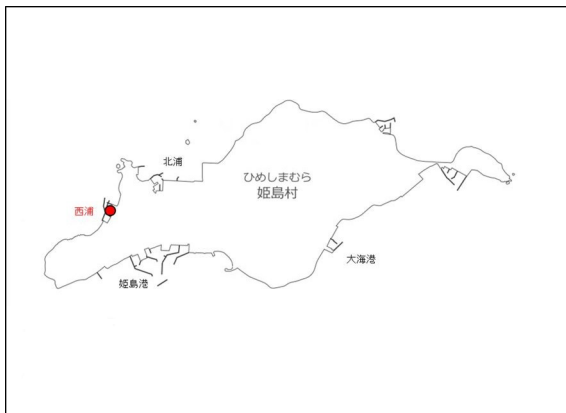 北浦
ひめしまむら
姫島村
西浦
大海港
姫島港